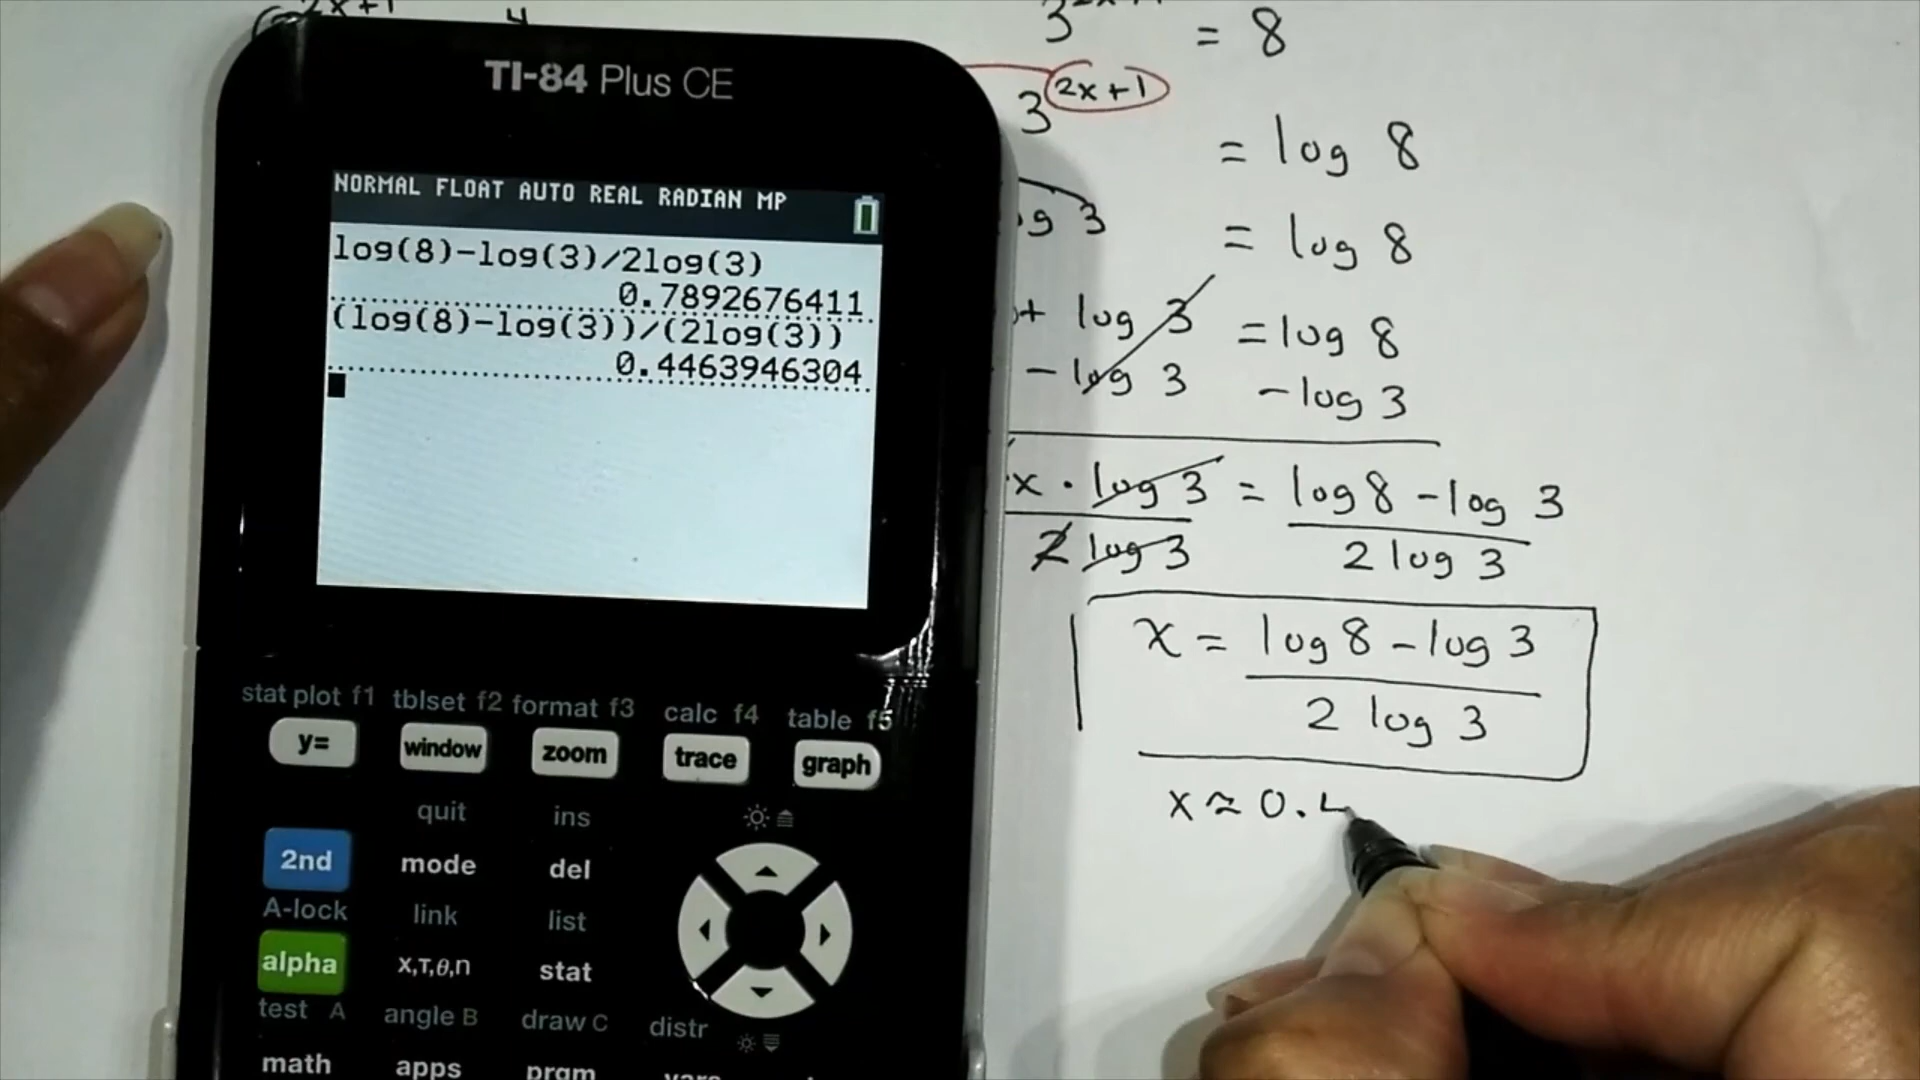 2x+1 4
TI-84 Plus CE
NORMAL FLOAT AUTO REAL RADIAN MP
log(8)-log(3)/2log(3)
0.7892676411
(log(8)-log(3))/(2log(3))
0.4463946304
stat plot f1 tblset f2 format f3 calc f4 table f5
y= window zoom trace graph
quit ins
2nd mode del
A-lock link list
alpha X,T,θ,n stat
test A angle B draw C distr
math apps prgm vars
3 = 8
3^2x+1
= log 8
3 = log 8
+ log 3 = log 8
- log 3 - log 3
x · log 3 = log 8 - log 3
2 log 3 2 log 3
x = log 8 - log 3
2 log 3
x ≈ 0.4